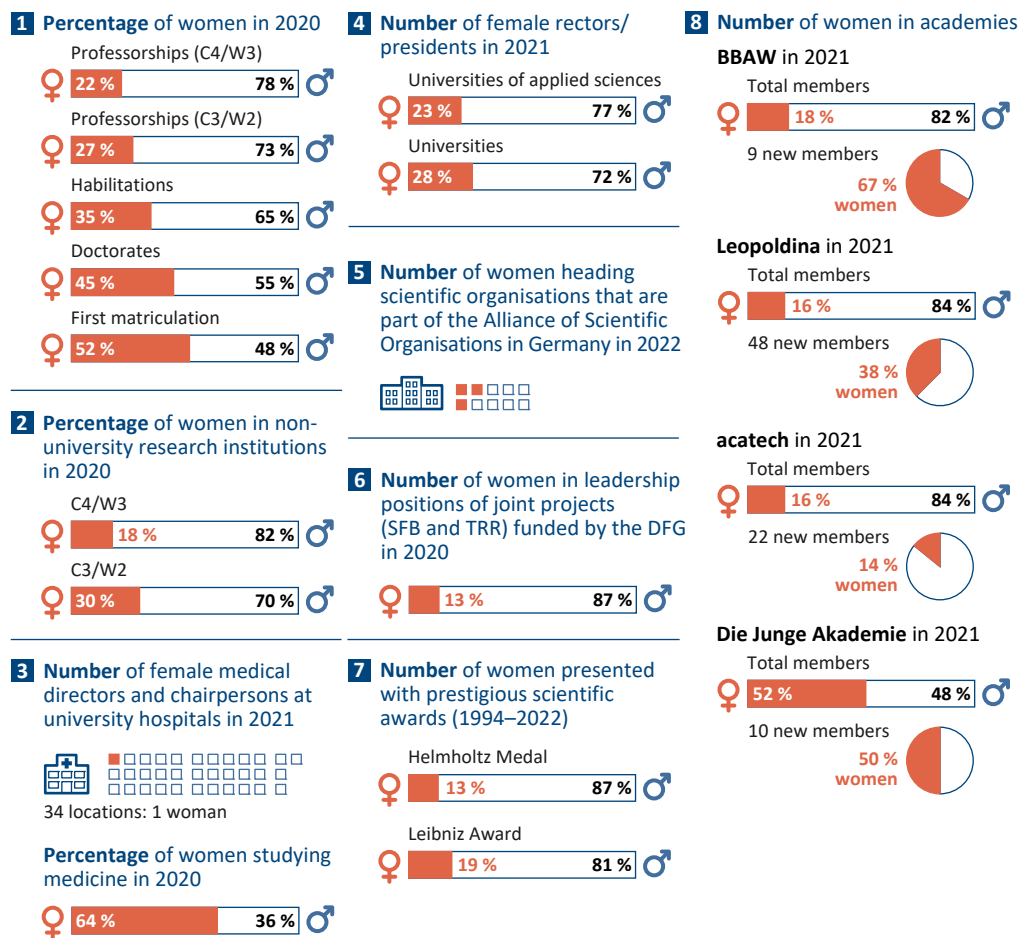 1 Percentage of women in 2020
Professorships (C4/W3)
22 % 78 %
Professorships (C3/W2)
27 % 73 %
Habilitations
35 % 65 %
Doctorates
45 % 55 %
First matriculation
52 % 48 %
2 Percentage of women in non-
university research institutions
in 2020
C4/W3
18 % 82 %
C3/W2
30 % 70 %
3 Number of female medical
directors and chairpersons at
university hospitals in 2021
34 locations: 1 woman
Percentage of women studying
medicine in 2020
64 % 36 %
4 Number of female rectors/
presidents in 2021
Universities of applied sciences
23 % 77 %
Universities
28 % 72 %
5 Number of women heading
scientific organisations that are
part of the Alliance of Scientific
Organisations in Germany in 2022
6 Number of women in leadership
positions of joint projects
(SFB and TRR) funded by the DFG
in 2020
13 % 87 %
7 Number of women presented
with prestigious scientific
awards (1994–2022)
Helmholtz Medal
13 % 87 %
Leibniz Award
19 % 81 %
8 Number of women in academies
BBAW in 2021
Total members
18 % 82 %
9 new members
67 %
women
Leopoldina in 2021
Total members
16 % 84 %
48 new members
38 %
women
acatech in 2021
Total members
16 % 84 %
22 new members
14 %
women
Die Junge Akademie in 2021
Total members
52 % 48 %
10 new members
50 %
women